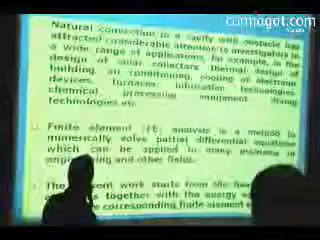 cumhagot.com
Natural convection in a cavity with obstacle has
attracted considerable attention to investigators in
a wide range of applications, for example, in the
design of solar collectors, thermal design of
building, air conditioning, cooling of electronic
devices, furnaces, information technologies,
chemical processing equipment, drying
technologies etc.
Finite element (FE) analysis is a method to
numerically solve partial differential equations
which can be applied to many problems in
engineering and other fields.
The present work starts from the
together with the energy
corresponding finite element